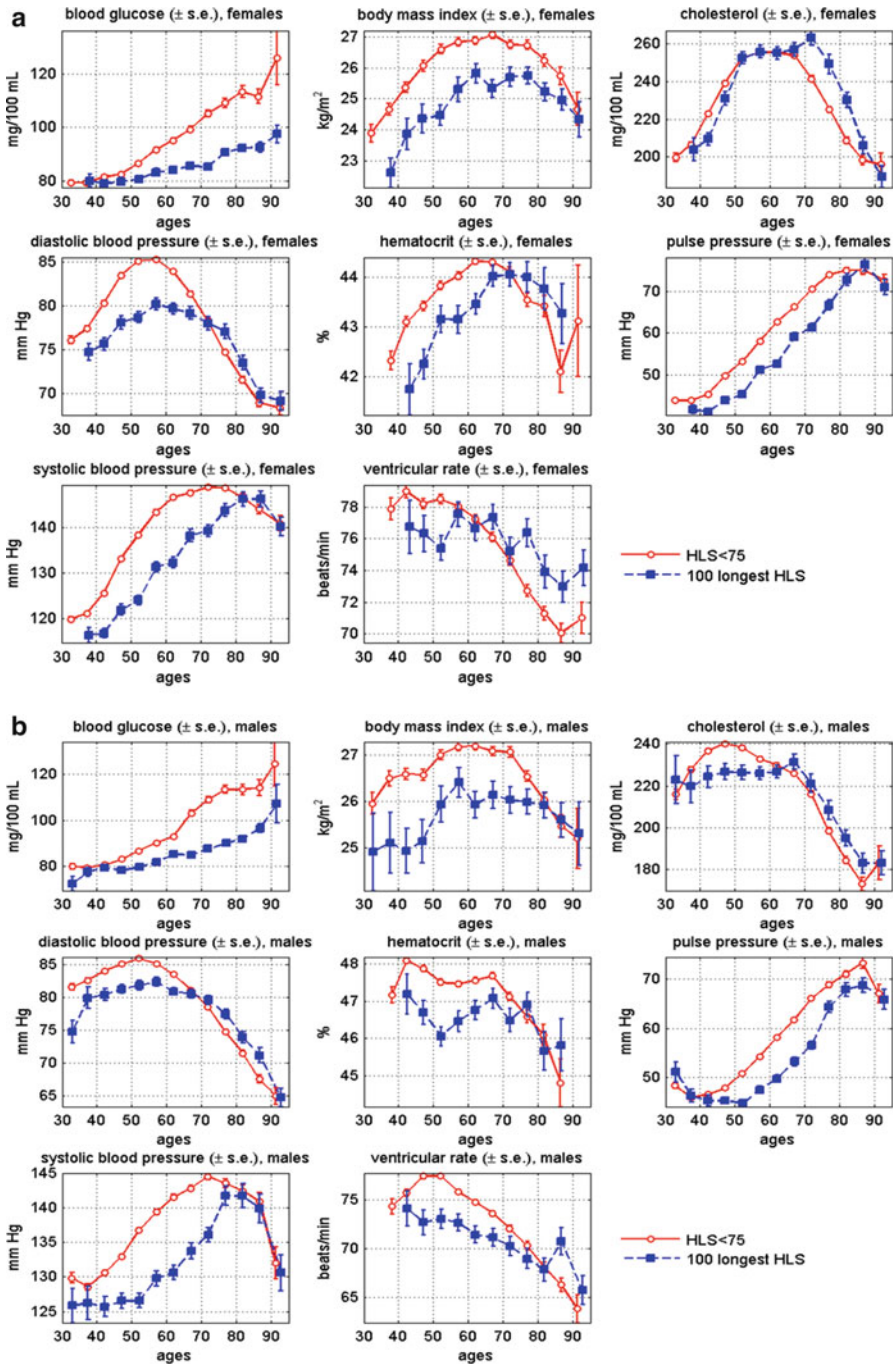 a
blood glucose (± s.e.), females
body mass index (± s.e.), females
cholesterol (± s.e.), females
mg/100 mL
120
100
80
30 40 50 60 70 80 90
ages
kg/m²
27
26
25
24
23
30 40 50 60 70 80 90
ages
mg/100 mL
260
240
220
200
30 40 50 60 70 80 90
ages
diastolic blood pressure (± s.e.), females
hematocrit (± s.e.), females
pulse pressure (± s.e.), females
mm Hg
85
80
75
70
30 40 50 60 70 80 90
ages
%
44
43
42
30 40 50 60 70 80 90
ages
mm Hg
70
60
50
30 40 50 60 70 80 90
ages
systolic blood pressure (± s.e.), females
ventricular rate (± s.e.), females
mm Hg
140
130
120
30 40 50 60 70 80 90
ages
beats/min
78
76
74
72
70
30 40 50 60 70 80 90
ages
HLS<75
100 longest HLS
b
blood glucose (± s.e.), males
body mass index (± s.e.), males
cholesterol (± s.e.), males
mg/100 mL
120
100
80
60
30 40 50 60 70 80 90
ages
kg/m²
27
26
25
30 40 50 60 70 80 90
ages
mg/100 mL
240
220
200
180
30 40 50 60 70 80 90
ages
diastolic blood pressure (± s.e.), males
hematocrit (± s.e.), males
pulse pressure (± s.e.), males
mm Hg
85
80
75
70
65
30 40 50 60 70 80 90
ages
%
48
47
46
45
30 40 50 60 70 80 90
ages
mm Hg
70
60
50
30 40 50 60 70 80 90
ages
systolic blood pressure (± s.e.), males
ventricular rate (± s.e.), males
mm Hg
145
140
135
130
125
30 40 50 60 70 80 90
ages
beats/min
75
70
65
30 40 50 60 70 80 90
ages
HLS<75
100 longest HLS